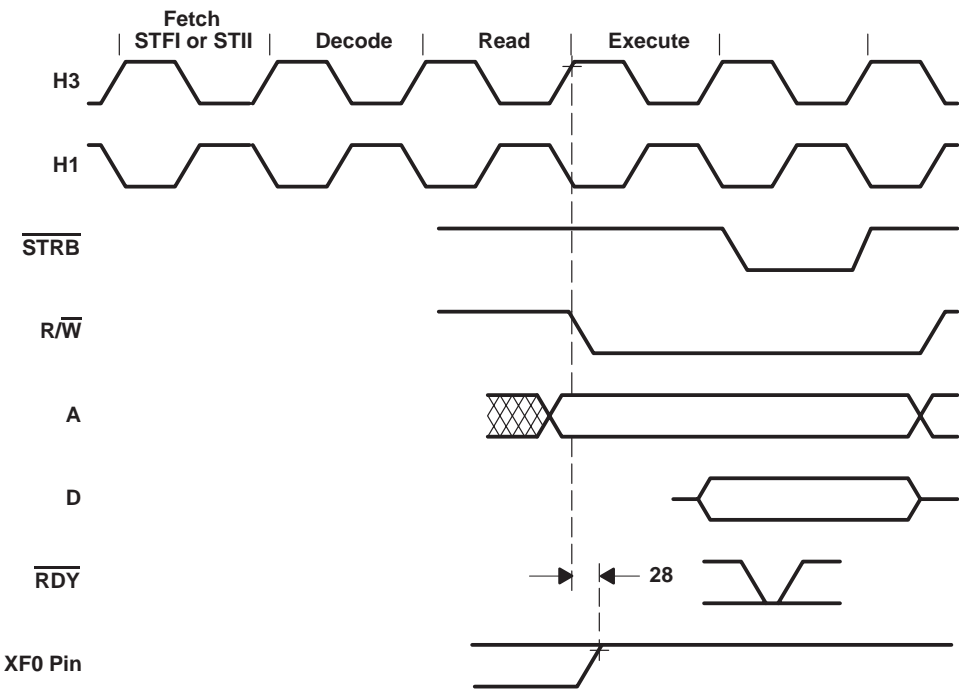 Fetch
STFI or STII
Decode
Read
Execute
H3
H1
STRB
R/W
A
D
RDY
28
XF0 Pin